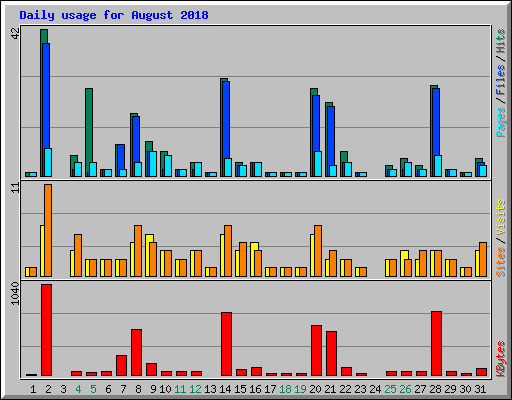 Daily usage for August 2018
42
Pages / Files / Hits
11
Sites / Visits
1040
KBytes
1 2 3 4 5 6 7 8 9 10 11 12 13 14 15 16 17 18 19 20 21 22 23 24 25 26 27 28 29 30 31